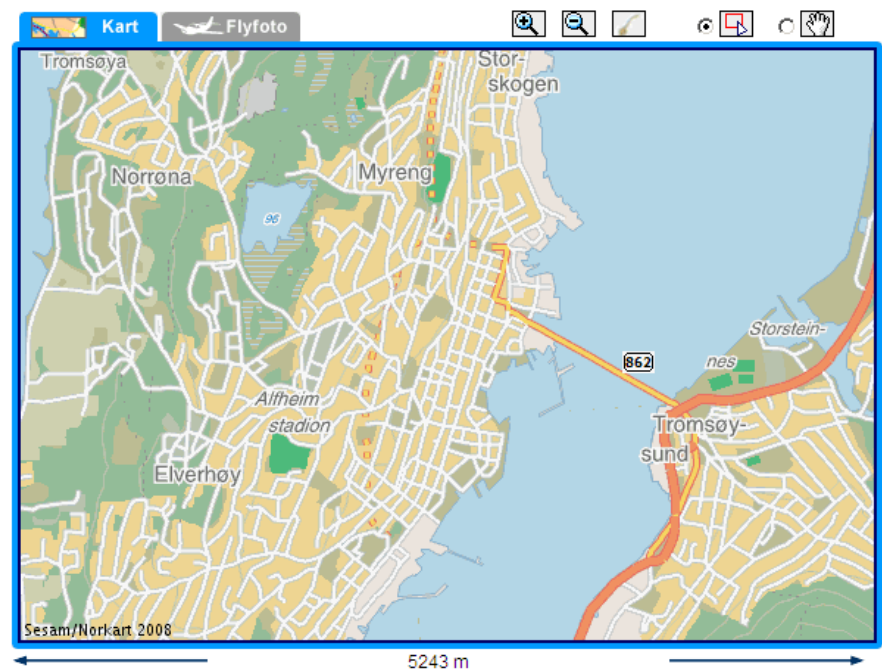 Kart
Flyfoto
Tromsøya
Stor-
skogen
Norrøna
Myreng
96
862
Storstein-
nes
Alfheim
stadion
Tromsøy-
sund
Elverhøy
Sesam/Norkart 2008
5243 m